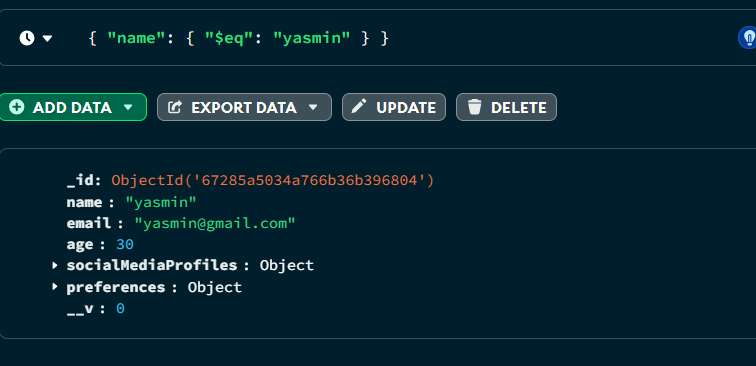 { "name": { "$eq": "yasmin" } }
ADD DATA EXPORT DATA UPDATE DELETE
_id: ObjectId('67285a5034a766b36b396804')
name : "yasmin"
email : "yasmin@gmail.com"
age : 30
socialMediaProfiles : Object
preferences : Object
__v : 0